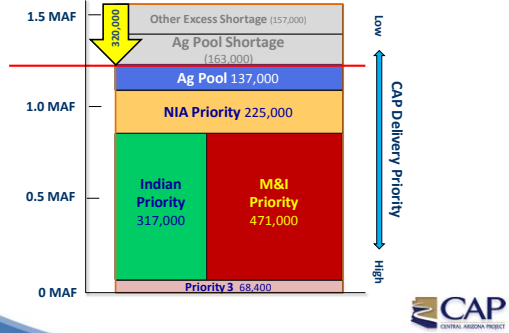 1.5 MAF
320,000
Other Excess Shortage (157,000)
Low
Ag Pool Shortage
(163,000)
Ag Pool 137,000
1.0 MAF
NIA Priority 225,000
CAP Delivery Priority
Indian
Priority
317,000
M&I
Priority
471,000
0.5 MAF
High
Priority 3 68,400
0 MAF
CAP
CENTRAL ARIZONA PROJECT